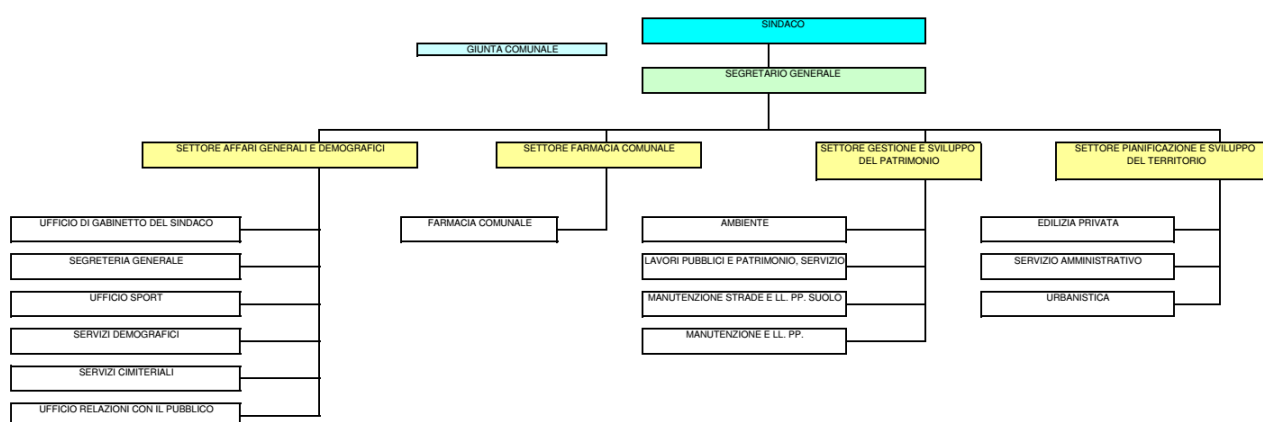 SINDACO
GIUNTA COMUNALE
SEGRETARIO GENERALE
SETTORE AFFARI GENERALI E DEMOGRAFICI
SETTORE FARMACIA COMUNALE
SETTORE GESTIONE E SVILUPPO
DEL PATRIMONIO
SETTORE PIANIFICAZIONE E SVILUPPO
DEL TERRITORIO
UFFICIO DI GABINETTO DEL SINDACO
FARMACIA COMUNALE
AMBIENTE
EDILIZIA PRIVATA
SEGRETERIA GENERALE
LAVORI PUBBLICI E PATRIMONIO, SERVIZIO
SERVIZIO AMMINISTRATIVO
UFFICIO SPORT
MANUTENZIONE STRADE E LL. PP. SUOLO
URBANISTICA
SERVIZI DEMOGRAFICI
MANUTENZIONE E LL. PP.
SERVIZI CIMITERIALI
UFFICIO RELAZIONI CON IL PUBBLICO